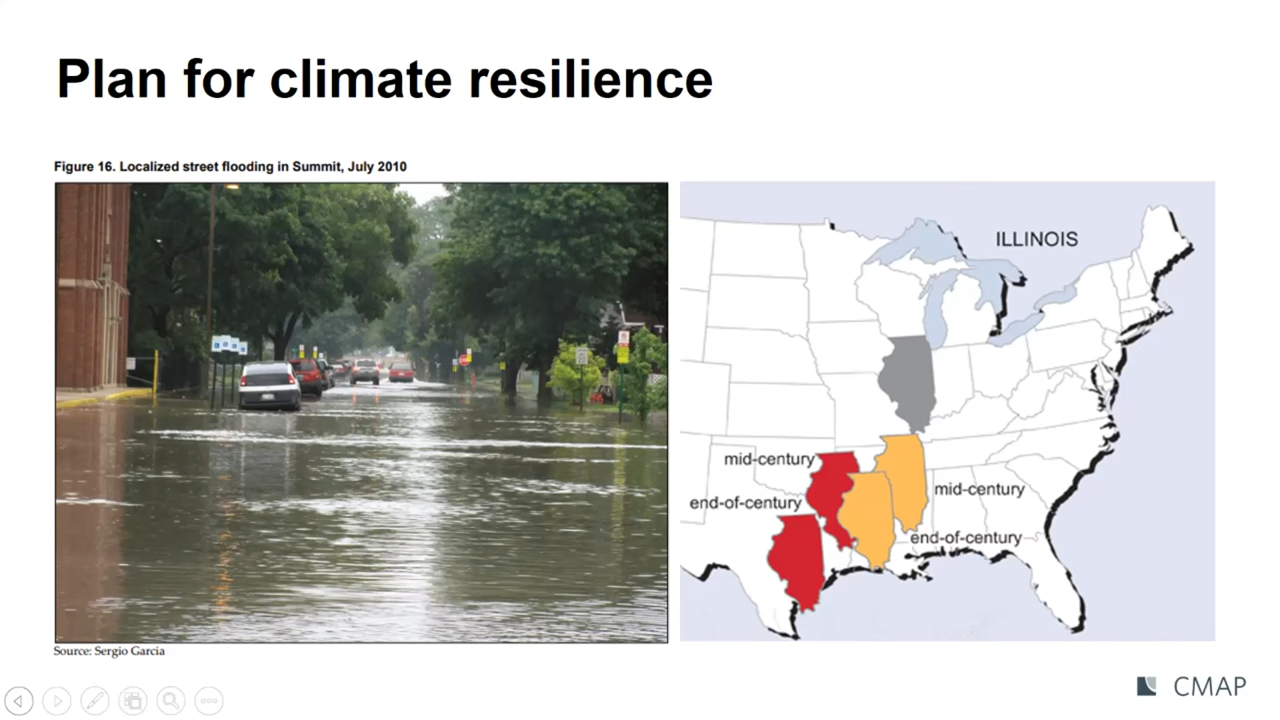 Plan for climate resilience
Figure 16. Localized street flooding in Summit, July 2010
ILLINOIS
mid-century
end-of-century
mid-century
end-of-century
Source: Sergio Garcia
CMAP